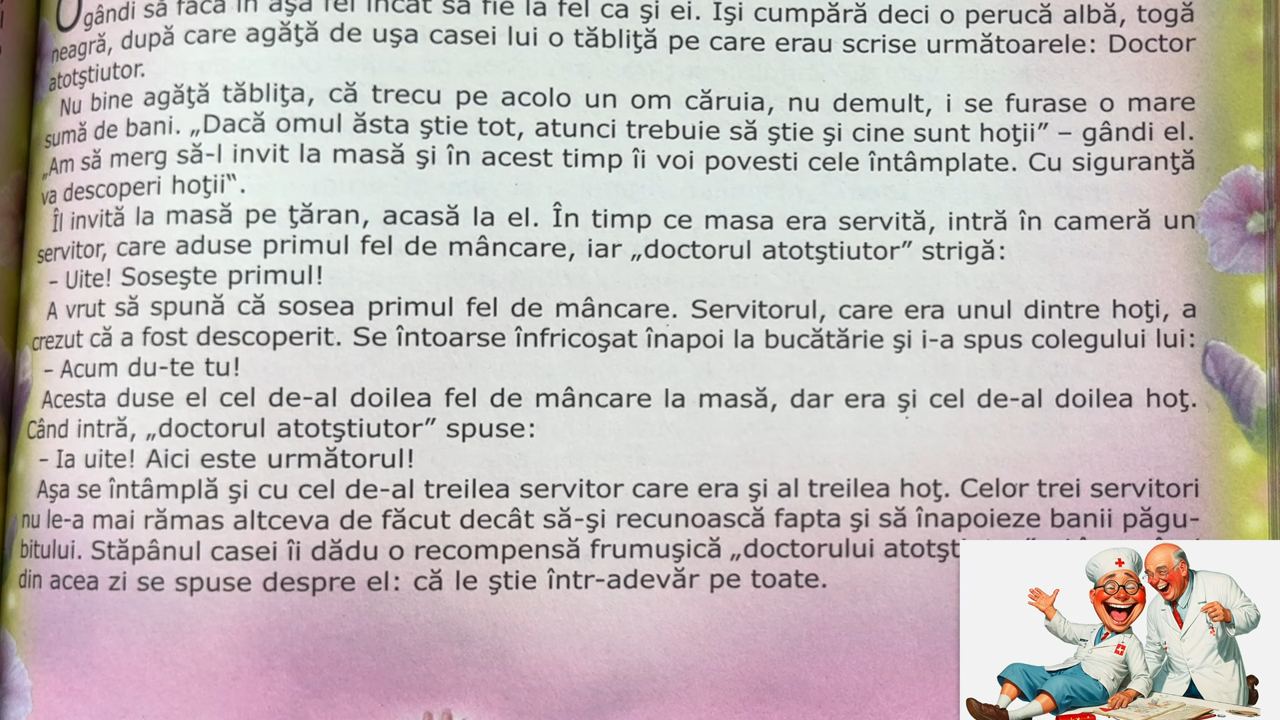 gândi să facă în aşa fel încât să fie la fel ca şi ei. Işi cumpără deci o perucă albă, togă
neagră, după care agăţă de uşa casei lui o tăbliţă pe care erau scrise următoarele: Doctor
atotştiutor.
Nu bine agăţă tăbliţa, că trecu pe acolo un om căruia, nu demult, i se furase o mare
sumă de bani. „Dacă omul ăsta ştie tot, atunci trebuie să ştie şi cine sunt hoţii” – gândi el.
„Am să merg să-l invit la masă şi în acest timp îi voi povesti cele întâmplate. Cu siguranţă
va descoperi hoţii“.
Îl invită la masă pe ţăran, acasă la el. În timp ce masa era servită, intră în cameră un
servitor, care aduse primul fel de mâncare, iar „doctorul atotştiutor” strigă:
– Uite! Soseşte primul!
A vrut să spună că sosea primul fel de mâncare. Servitorul, care era unul dintre hoţi, a
crezut că a fost descoperit. Se întoarse înfricoşat înapoi la bucătărie şi i-a spus colegului lui:
– Acum du-te tu!
Acesta duse el cel de-al doilea fel de mâncare la masă, dar era şi cel de-al doilea hoţ.
Când intră, „doctorul atotştiutor” spuse:
– Ia uite! Aici este următorul!
Aşa se întâmplă şi cu cel de-al treilea servitor care era şi al treilea hoţ. Celor trei servitori
nu le-a mai rămas altceva de făcut decât să-şi recunoască fapta şi să înapoieze banii păgu-
bitului. Stăpânul casei îi dădu o recompensă frumuşică „doctorului
din acea zi se spuse despre el: că le ştie într-adevăr pe toate.